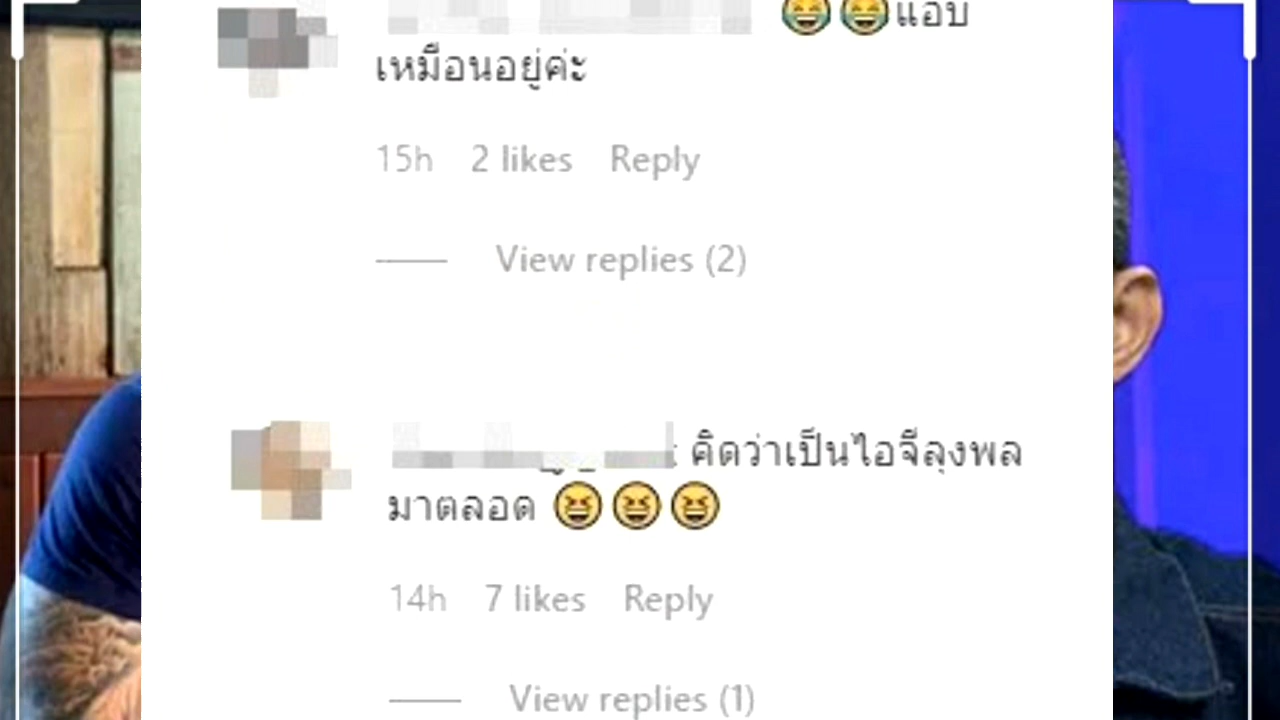 😂😂แอบ
เหมือนอยู่ค่ะ
15h 2 likes Reply
View replies (2)
คิดว่าเป็นไอจีลุงพล
มาตลอด 😆😆😆
14h 7 likes Reply
View replies (1)